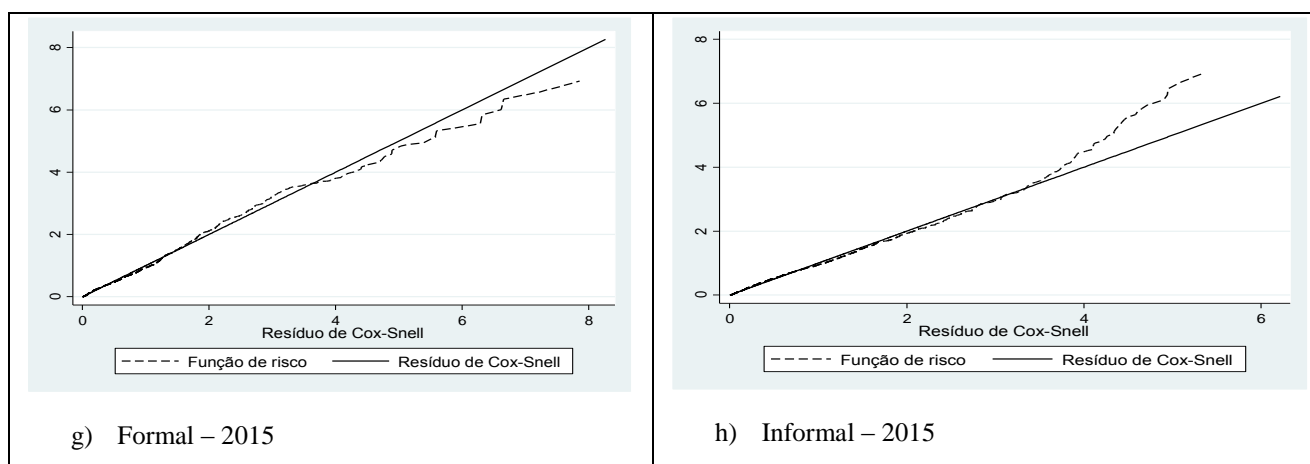 8
6
4
2
0
0 2 4 6 8
Resíduo de Cox-Snell
Função de risco Resíduo de Cox-Snell
g) Formal – 2015
8
6
4
2
0
0 2 4 6
Resíduo de Cox-Snell
Função de risco Resíduo de Cox-Snell
h) Informal – 2015